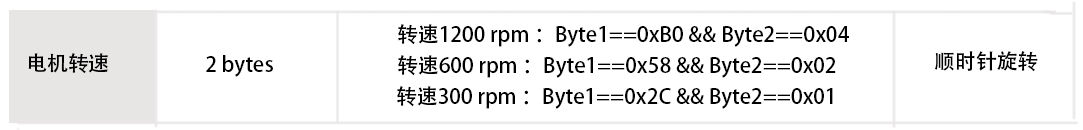 电机转速
2 bytes
转速1200 rpm：Byte1==0xB0 && Byte2==0x04
转速600 rpm：Byte1==0x58 && Byte2==0x02
转速300 rpm：Byte1==0x2C && Byte2==0x01
顺时针旋转